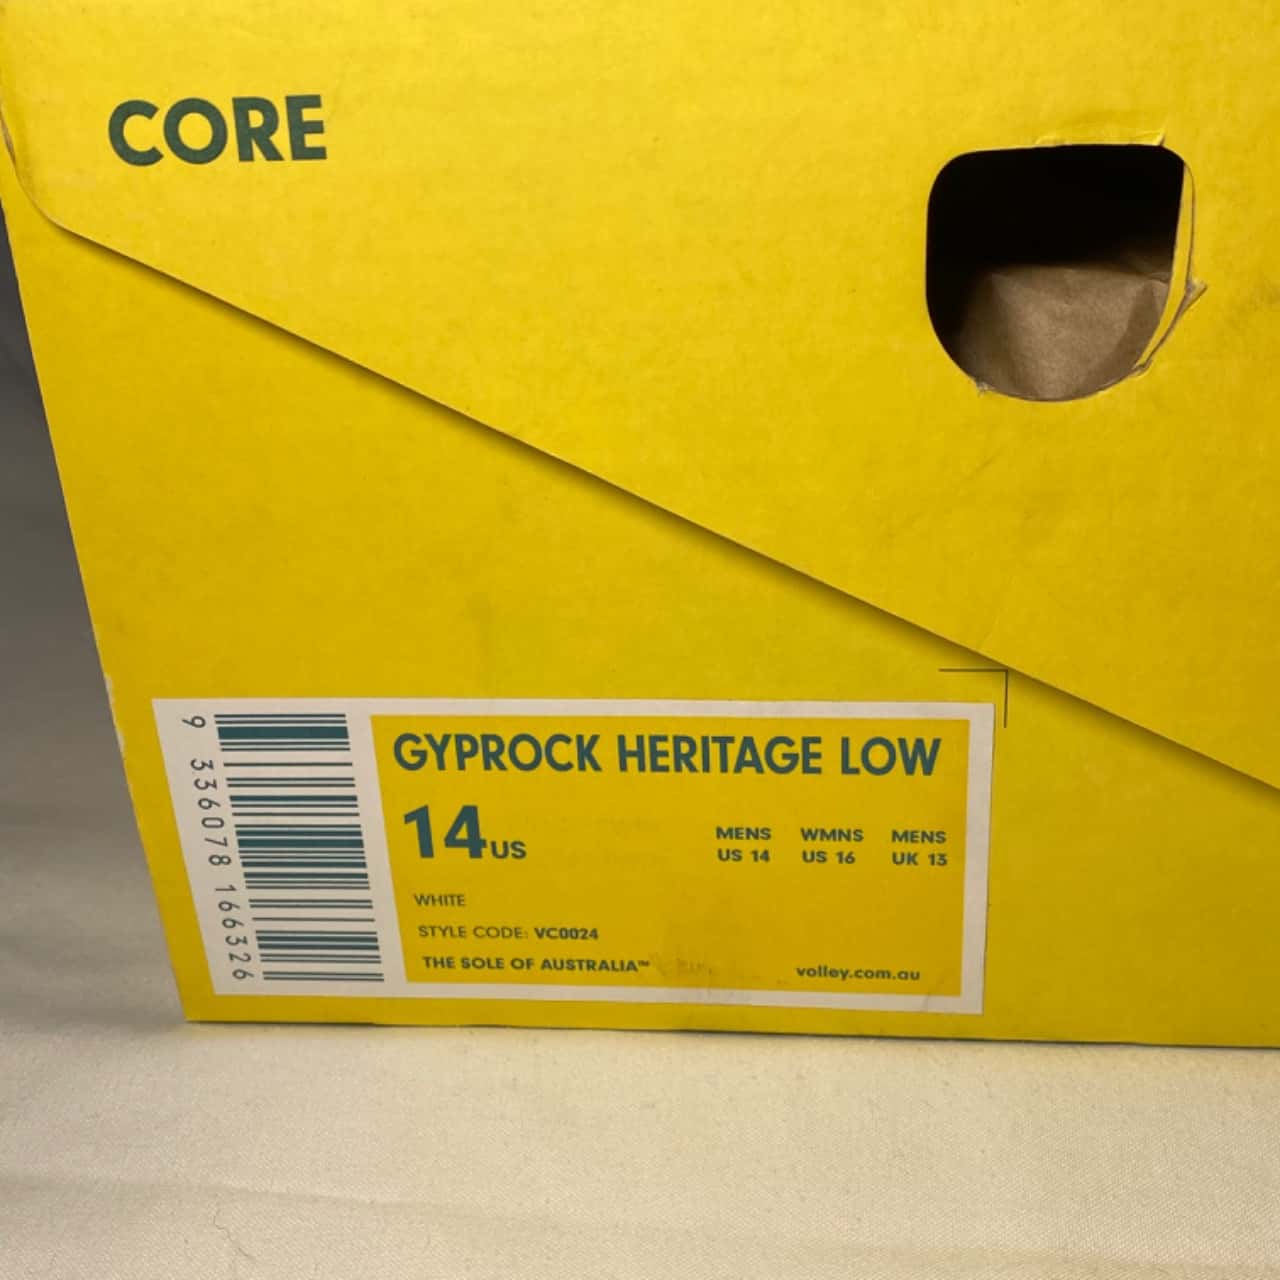 CORE
9 336078 166326
GYPROCK HERITAGE LOW
14US
MENS WMNS MENS
US 14 US 16 UK 13
WHITE
STYLE CODE: VC0024
THE SOLE OF AUSTRALIA™
volley.com.au